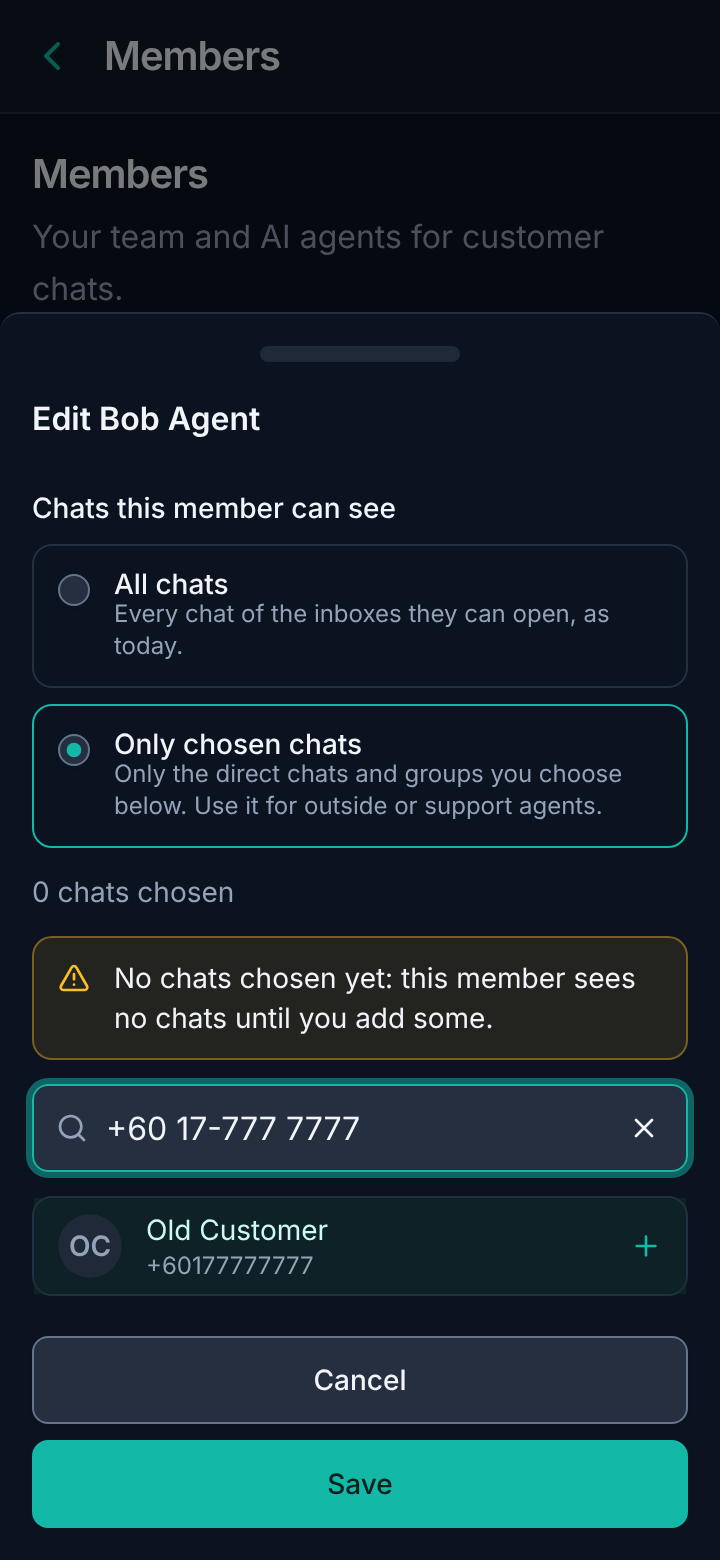 Members
Members
Your team and AI agents for customer
chats.
Edit Bob Agent
Chats this member can see
All chats
Every chat of the inboxes they can open, as
today.
Only chosen chats
Only the direct chats and groups you choose
below. Use it for outside or support agents.
0 chats chosen
No chats chosen yet: this member sees
no chats until you add some.
+60 17-777 7777
OC
Old Customer
+60177777777
Cancel
Save